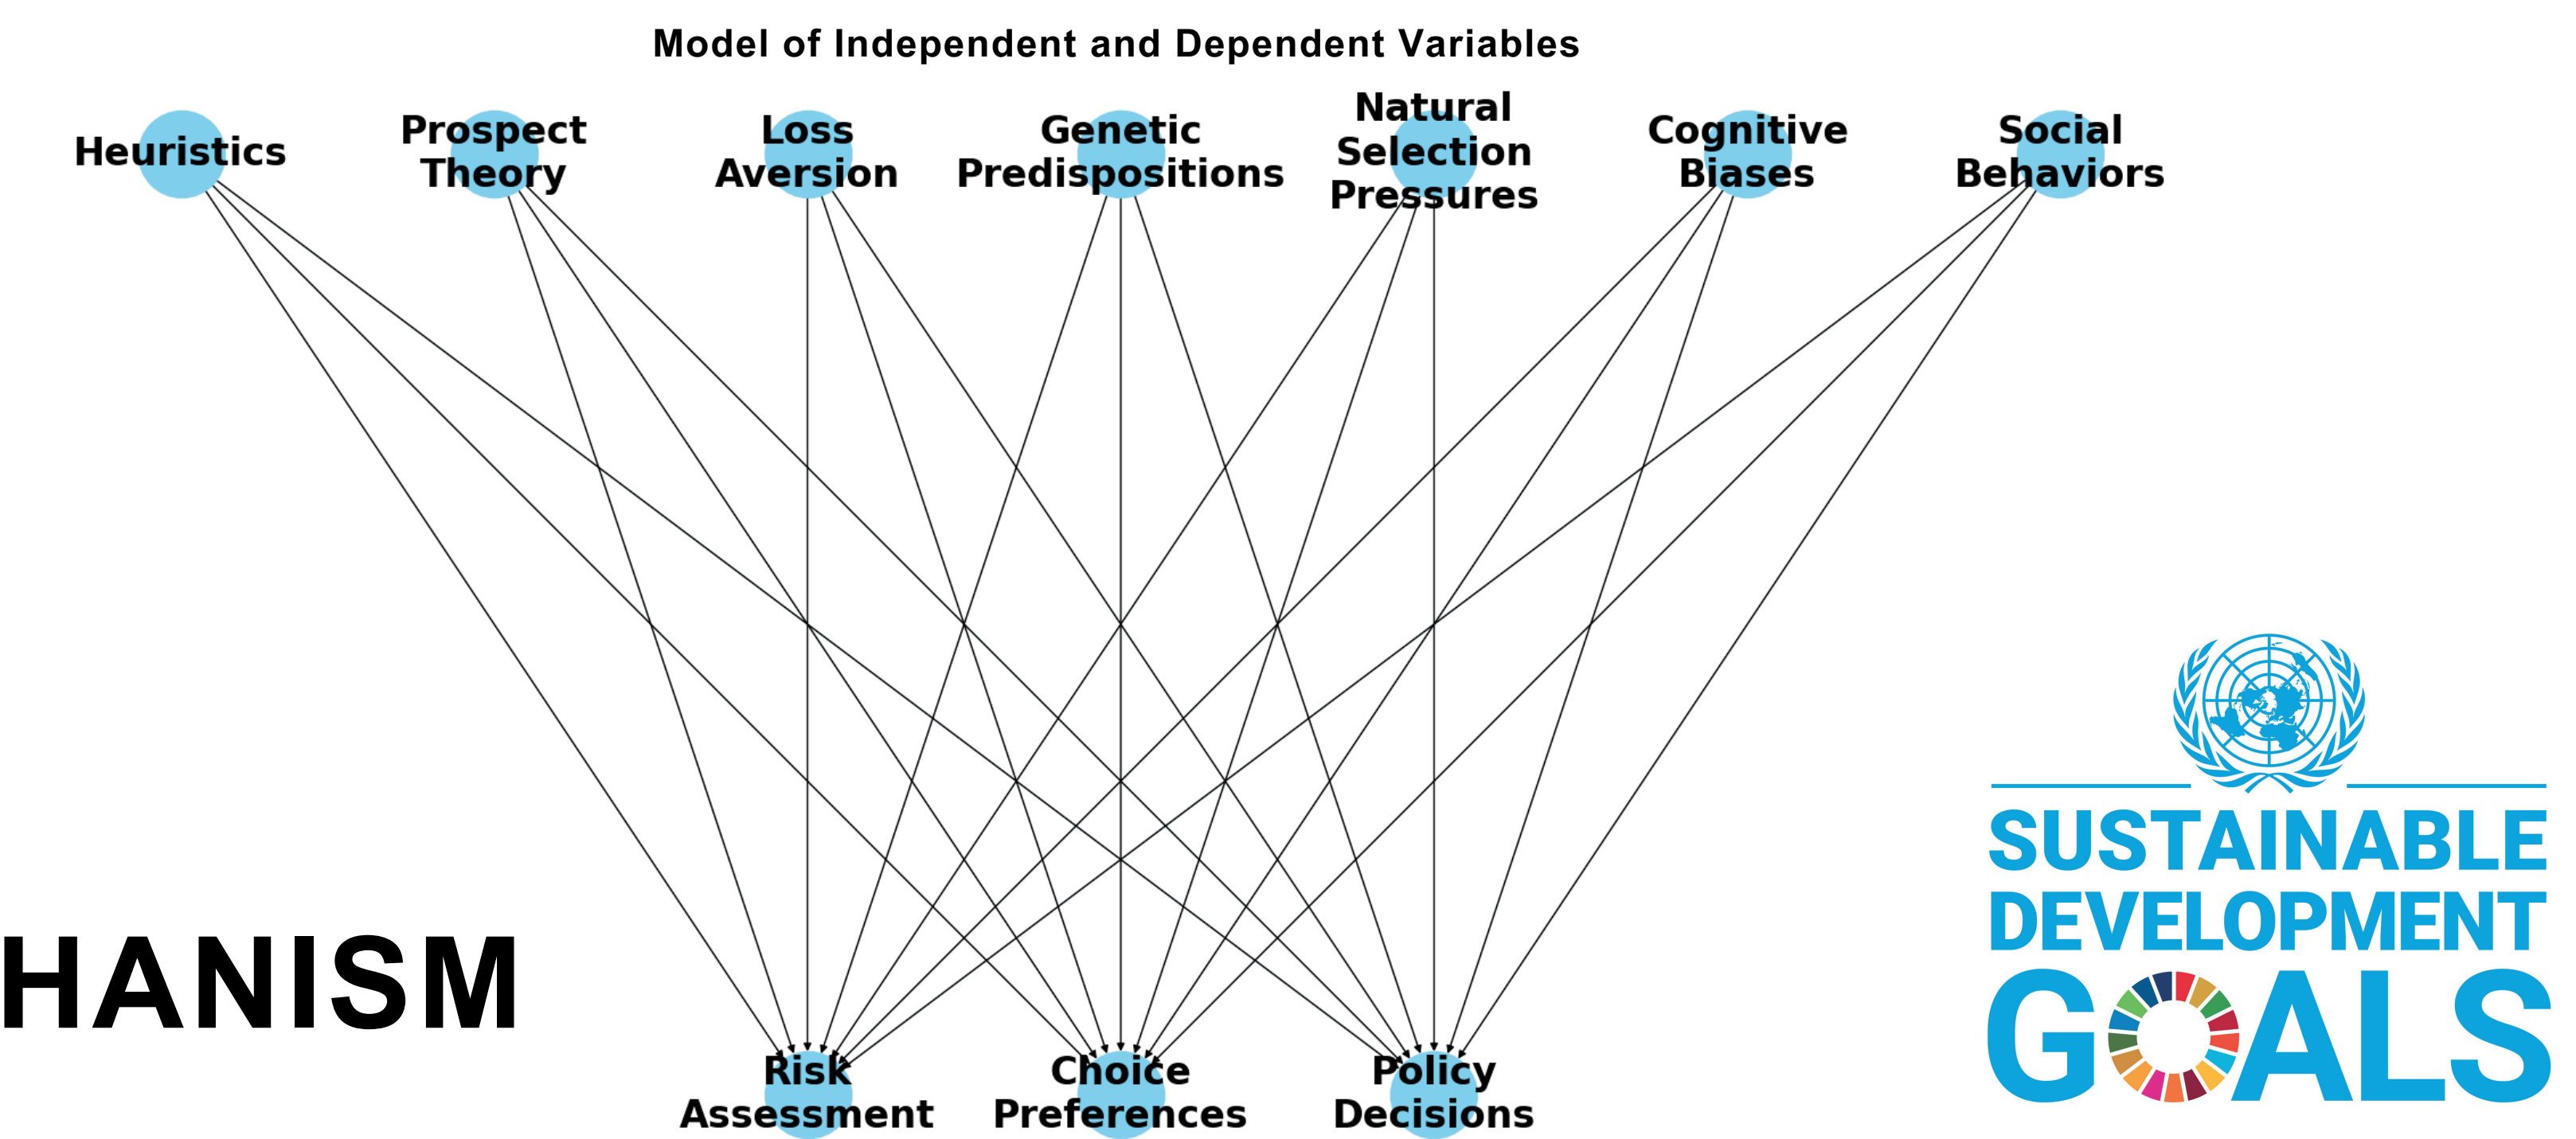 Model of Independent and Dependent Variables
Heuristics
Prospect
Theory
Loss
Aversion
Genetic
Predispositions
Natural
Selection
Pressures
Cognitive
Biases
Social
Behaviors
HANISM
Risk
Assessment
Choice
Preferences
Policy
Decisions
SUSTAINABLE
DEVELOPMENT
GOALS